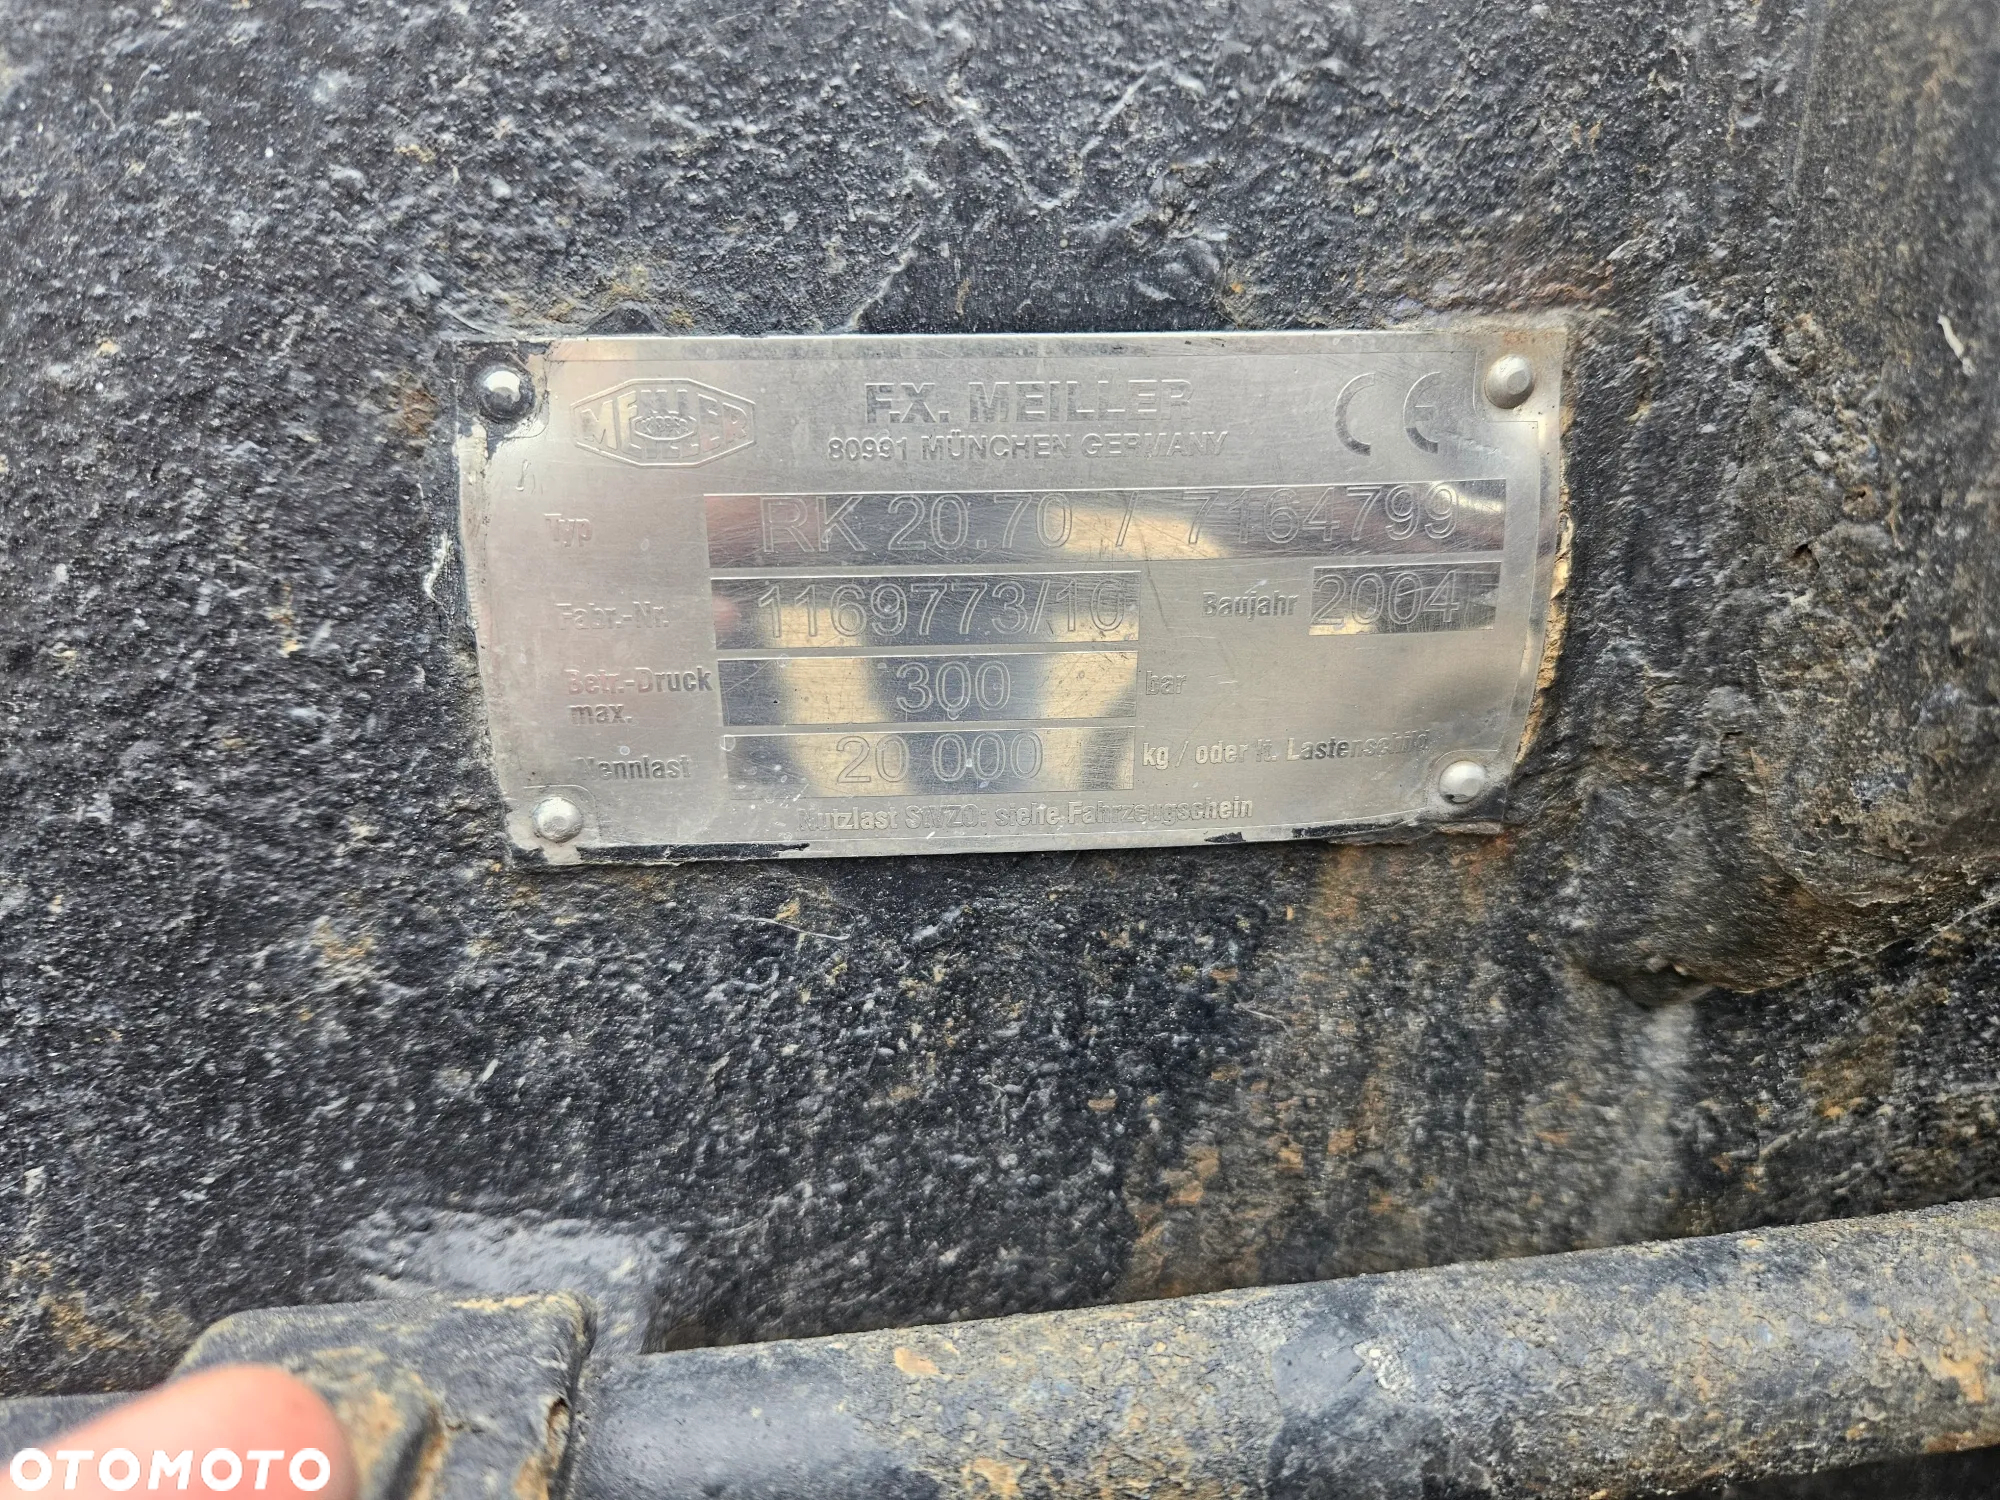 MEILLER
F.X. MEILLER
CE
80991 MÜNCHEN GERMANY
Typ RK 20.70 / 7164799
Fabr.-Nr. 1169773/10 Baujahr 2004
Betr.-Druck max. 300 bar
Nennlast 20 000 kg / oder lt. Lastenschild
Nutzlast StVZO: siehe Fahrzeugschein
OTOMOTO